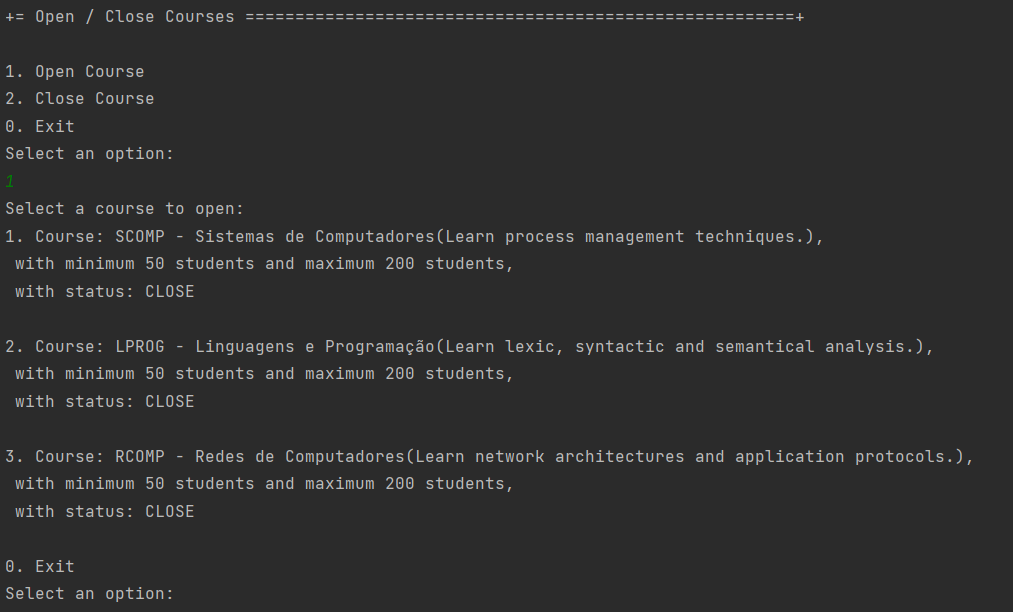 += Open / Close Courses =======================================================+
1. Open Course
2. Close Course
0. Exit
Select an option:
1
Select a course to open:
1. Course: SCOMP - Sistemas de Computadores(Learn process management techniques.),
with minimum 50 students and maximum 200 students,
with status: CLOSE
2. Course: LPROG - Linguagens e Programação(Learn lexic, syntactic and semantical analysis.),
with minimum 50 students and maximum 200 students,
with status: CLOSE
3. Course: RCOMP - Redes de Computadores(Learn network architectures and application protocols.),
with minimum 50 students and maximum 200 students,
with status: CLOSE
0. Exit
Select an option: